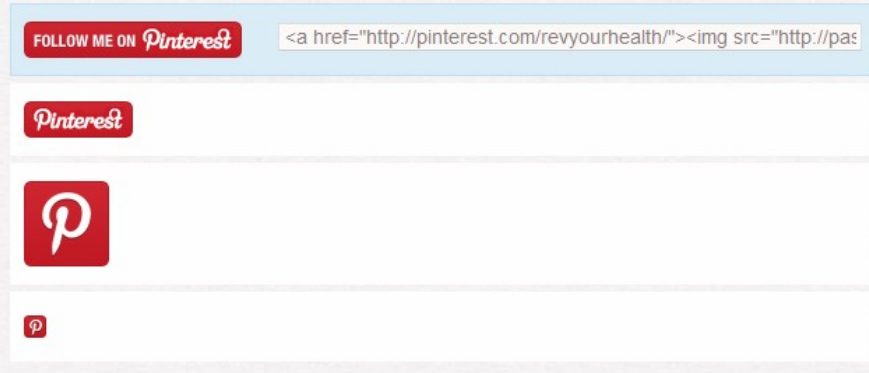 FOLLOW ME ON Pinterest
<a href="http://pinterest.com/revyourhealth/"><img src="http://pas
Pinterest
P
P